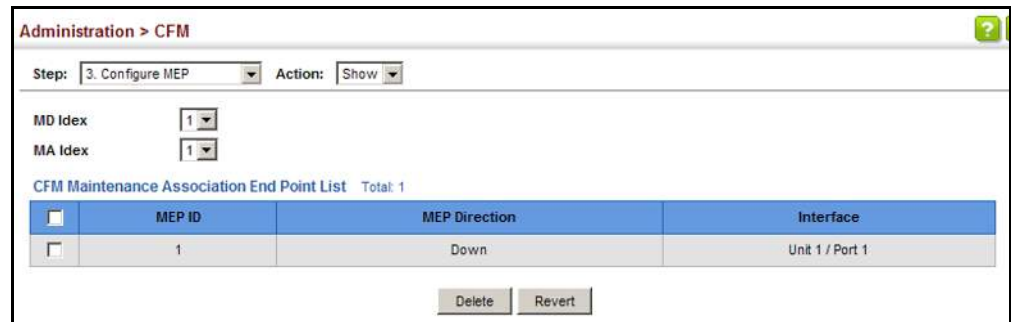 Administration > CFM
?
Step: 3. Configure MEP Action: Show
MD Idex 1
MA Idex 1
CFM Maintenance Association End Point List Total: 1
MEP ID MEP Direction Interface
1 Down Unit 1 / Port 1
Delete Revert